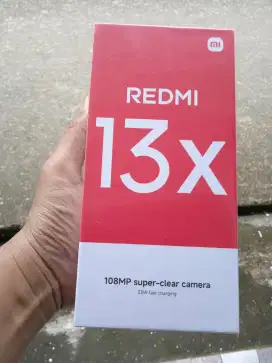 mi
REDMI
13x
108MP super-clear camera
33W fast charging